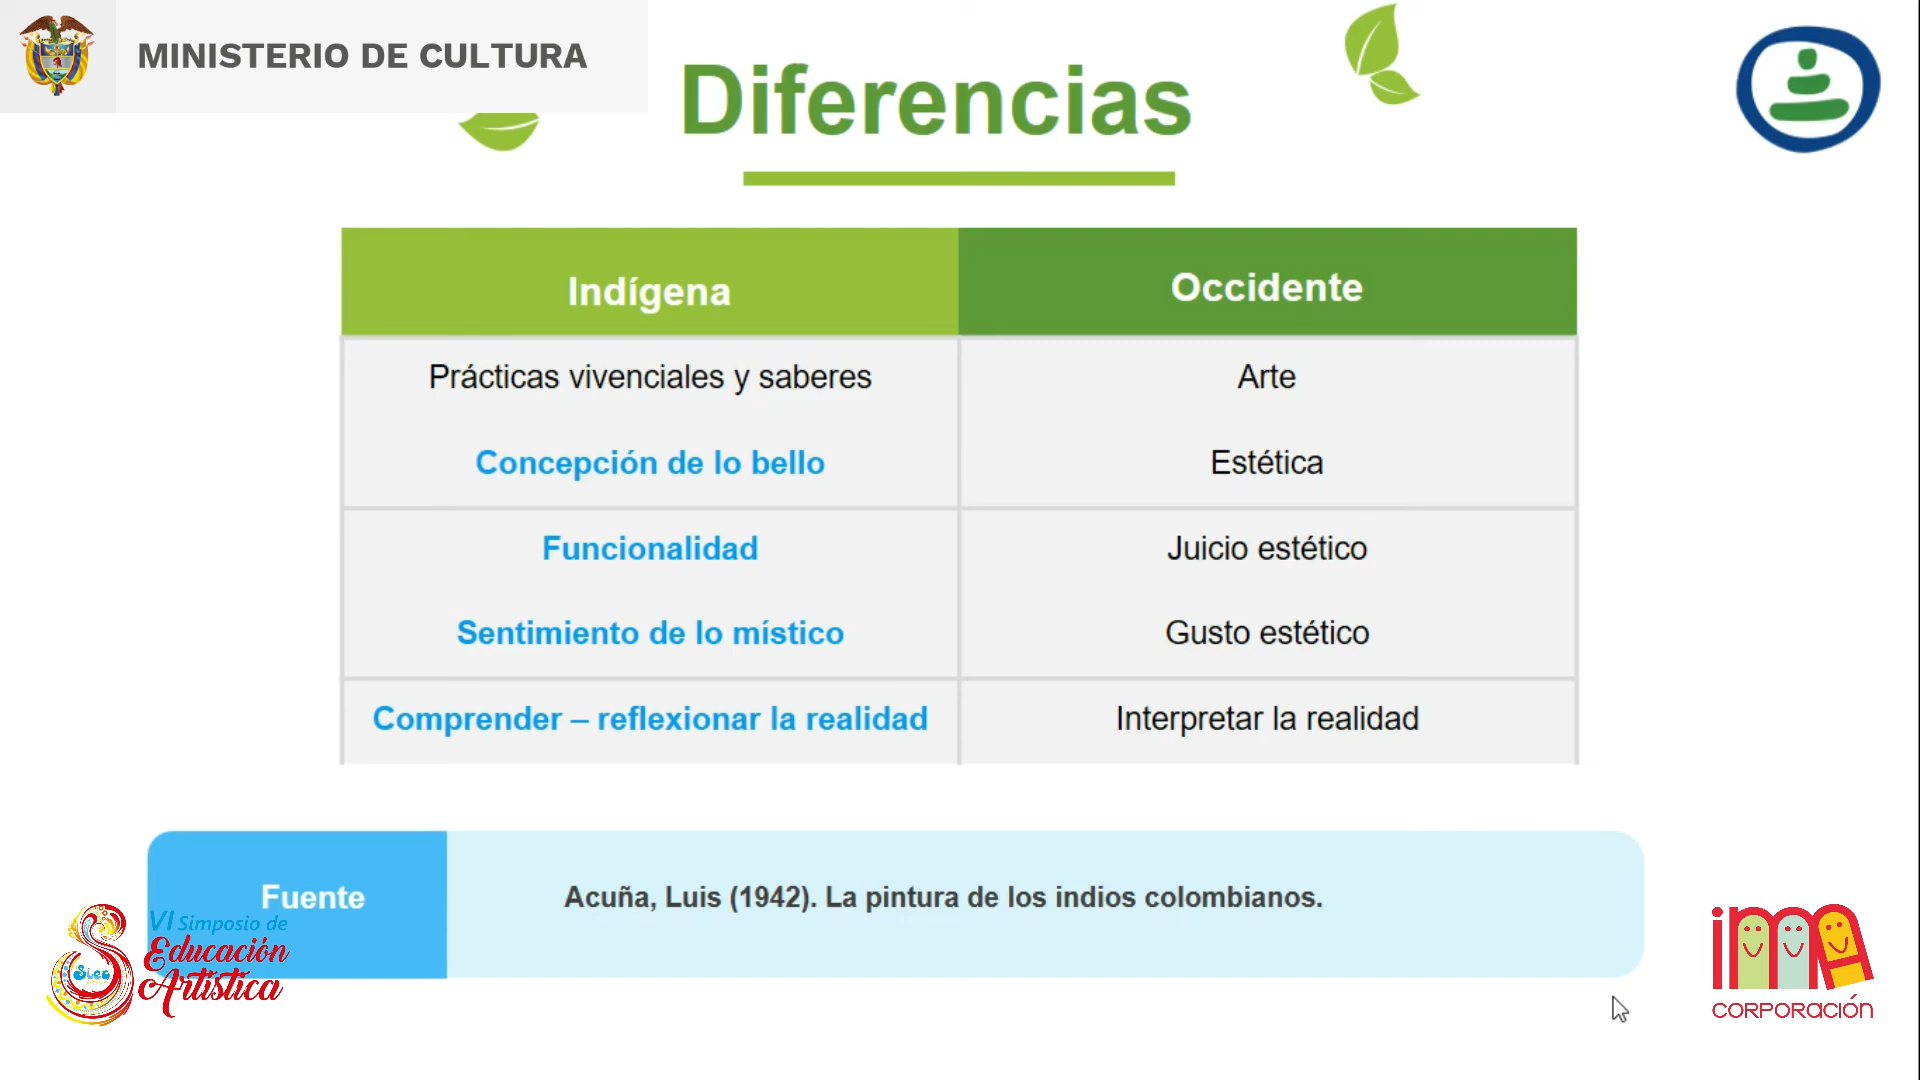 MINISTERIO DE CULTURA
Diferencias
Indígena
Occidente
Prácticas vivenciales y saberes
Arte
Concepción de lo bello
Estética
Funcionalidad
Juicio estético
Sentimiento de lo místico
Gusto estético
Comprender – reflexionar la realidad
Interpretar la realidad
Fuente
Acuña, Luis (1942). La pintura de los indios colombianos.
VI Simposio de
Educación
Artística
Sieg
ima
CORPORACIÓN